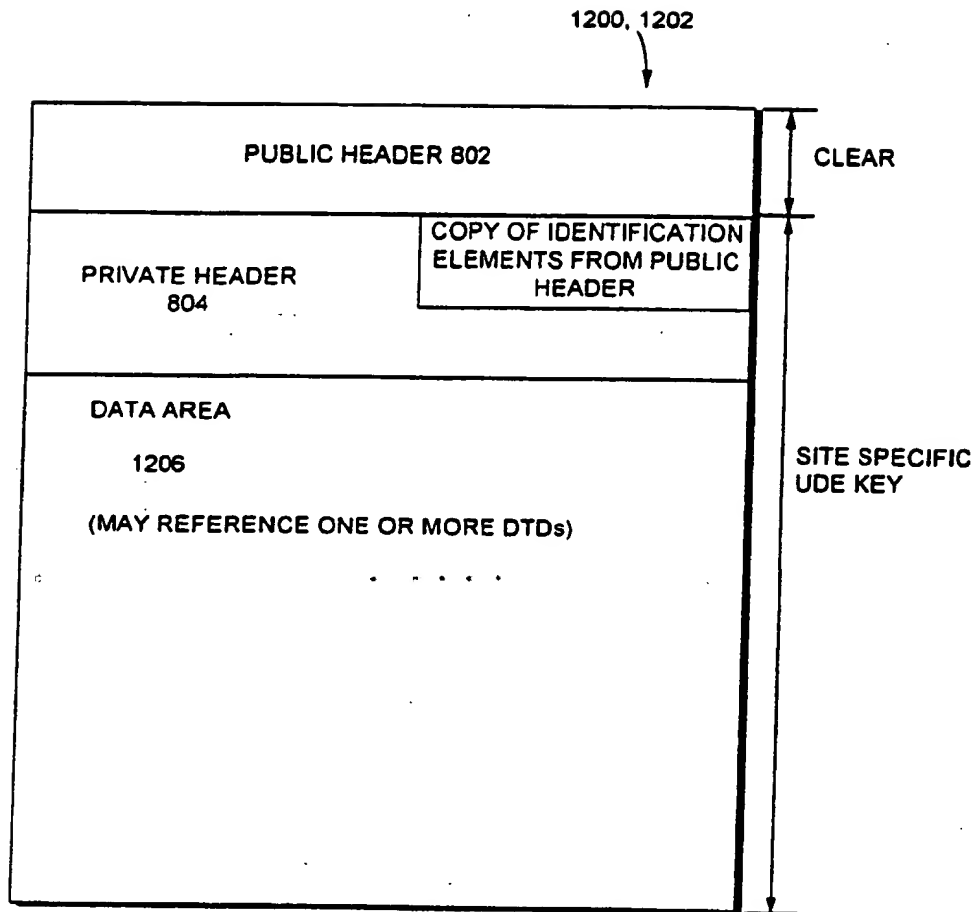 1200, 1202
PUBLIC HEADER 802
CLEAR
COPY OF IDENTIFICATION
ELEMENTS FROM PUBLIC
HEADER
PRIVATE HEADER
804
DATA AREA
1206
(MAY REFERENCE ONE OR MORE DTDs)
SITE SPECIFIC
UDE KEY